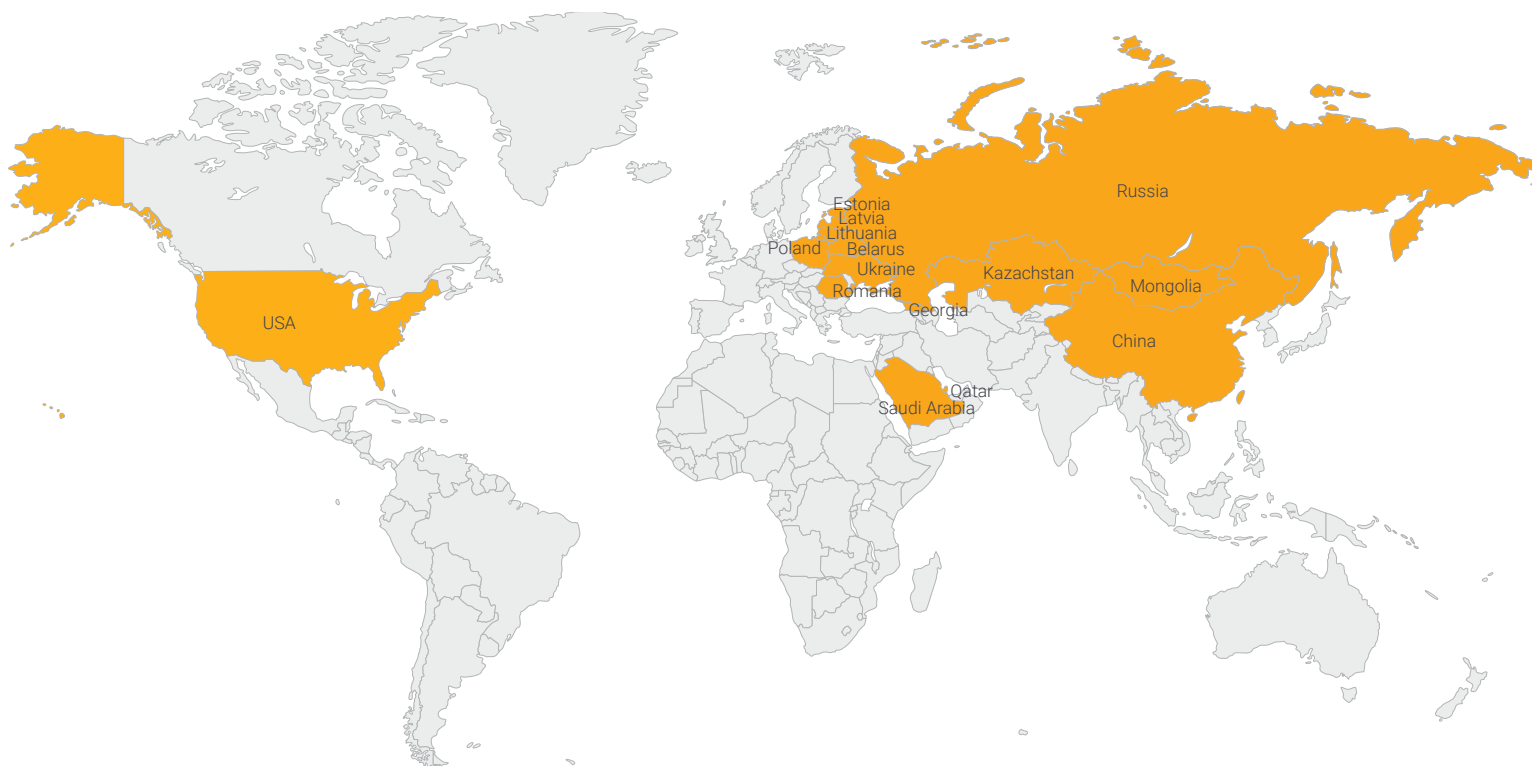 Russia
Estonia
Latvia
Lithuania
Poland
Belarus
Ukraine
Kazachstan
Romania
Mongolia
Georgia
USA
China
Qatar
Saudi Arabia